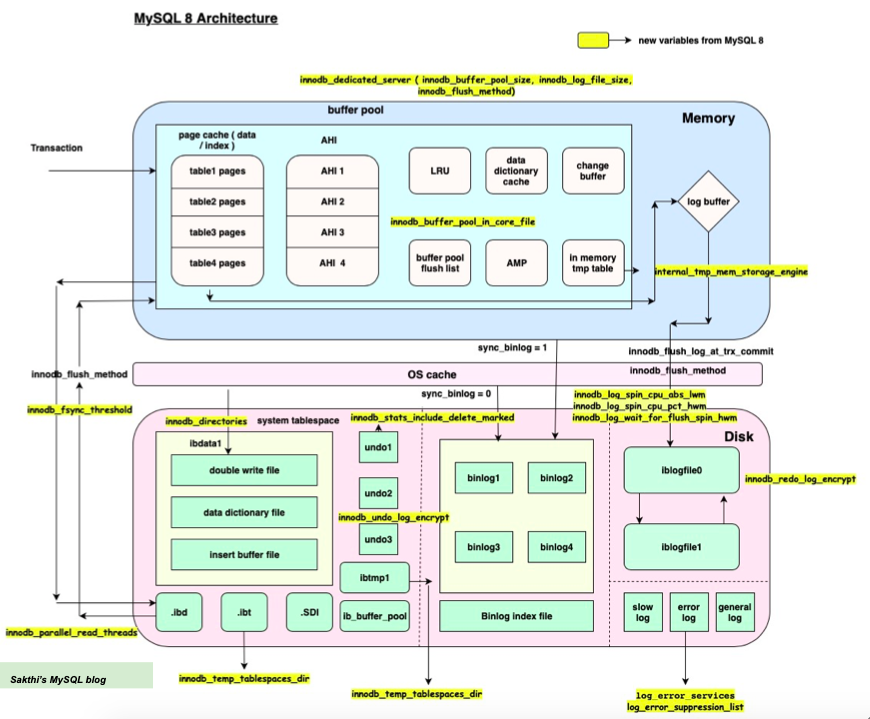 MySQL 8 Architecture
new variables from MySQL 8
innodb_dedicated_server ( innodb_buffer_pool_size, innodb_log_file_size,
innodb_flush_method)
buffer pool
Memory
Transaction
page cache ( data
/ index )
AHI
table1 pages
table2 pages
table3 pages
table4 pages
AHI 1
AHI 2
AHI 3
AHI 4
LRU
data
dictionary
cache
change
buffer
innodb_buffer_pool_in_core_file
buffer pool
flush list
AMP
in memory
tmp table
log buffer
internal_tmp_mem_storage_engine
sync_binlog = 1
innodb_flush_log_at_trx_commit
innodb_flush_method
OS cache
innodb_flush_method
sync_binlog = 0
innodb_fsync_threshold
innodb_log_spin_cpu_abs_lwm
innodb_log_spin_cpu_pct_hwm
innodb_log_wait_for_flush_spin_hwm
innodb_directories
system tablespace
innodb_stats_include_delete_marked
Disk
ibdata1
double write file
data dictionary file
insert buffer file
undo1
undo2
innodb_undo_log_encrypt
undo3
ibtmp1
ib_buffer_pool
binlog1
binlog2
binlog3
binlog4
Binlog index file
iblogfile0
innodb_redo_log_encrypt
iblogfile1
.ibd
.ibt
.SDI
slow
log
error
log
general
log
innodb_parallel_read_threads
Sakthi's MySQL blog
innodb_temp_tablespaces_dir
innodb_temp_tablespaces_dir
log_error_services
log_error_suppression_list